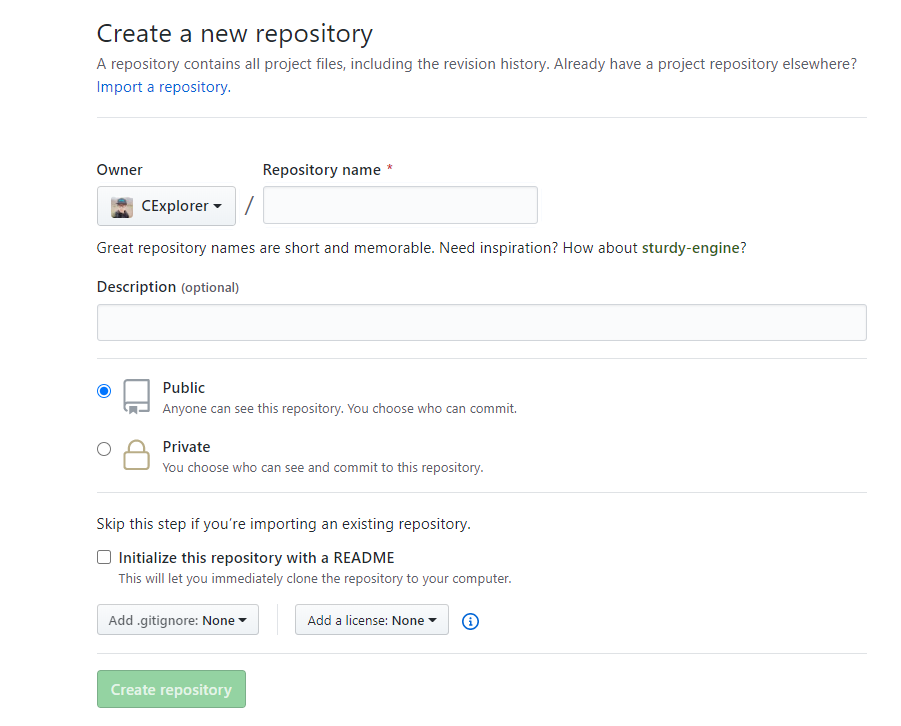 Create a new repository
A repository contains all project files, including the revision history. Already have a project repository elsewhere?
Import a repository.
Owner
Repository name *
CExplorer
/
Great repository names are short and memorable. Need inspiration? How about sturdy-engine?
Description (optional)
Public
Anyone can see this repository. You choose who can commit.
Private
You choose who can see and commit to this repository.
Skip this step if you’re importing an existing repository.
Initialize this repository with a README
This will let you immediately clone the repository to your computer.
Add .gitignore: None
Add a license: None
Create repository